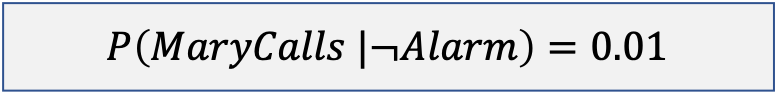 P(MaryCalls |¬Alarm) = 0.01